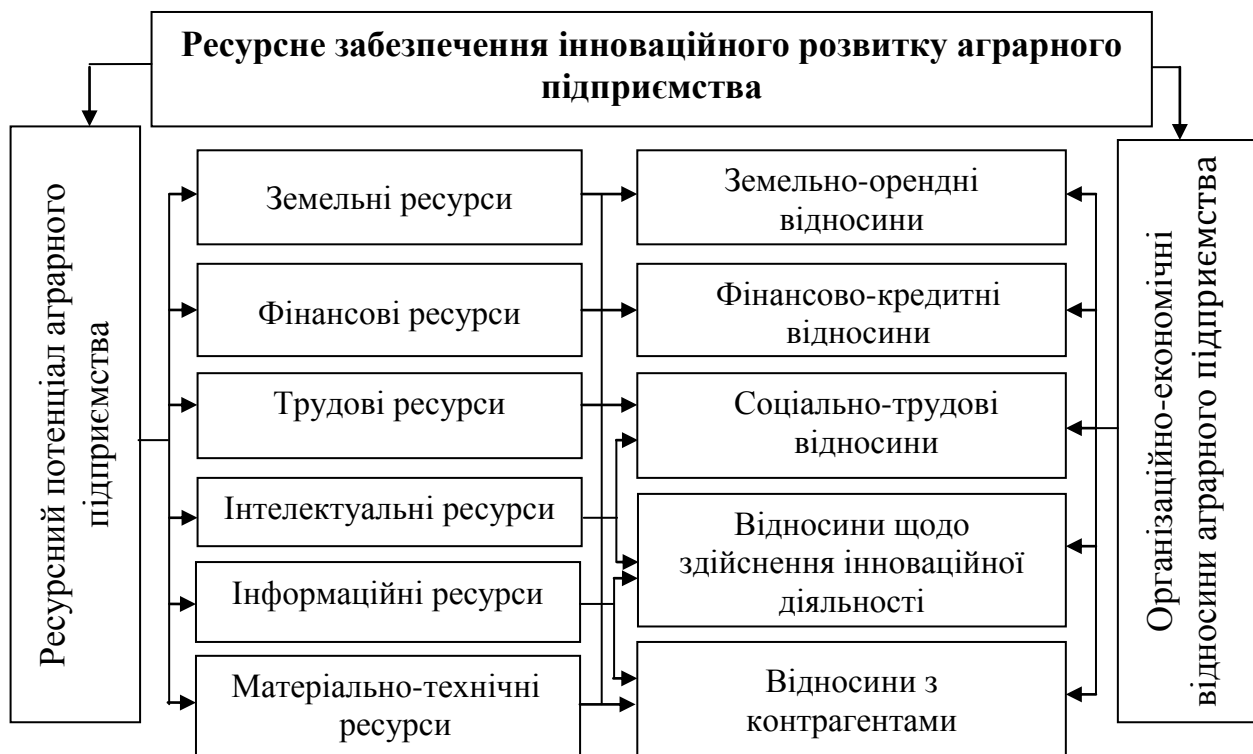 Ресурсне забезпечення інноваційного розвитку аграрного
підприємства
Ресурсний потенціал аграрного
підприємства
Земельні ресурси
Фінансові ресурси
Трудові ресурси
Інтелектуальні ресурси
Інформаційні ресурси
Матеріально-технічні
ресурси
Земельно-орендні
відносини
Фінансово-кредитні
відносини
Соціально-трудові
відносини
Відносини щодо
здійснення інноваційної
діяльності
Відносини з
контрагентами
Організаційно-економічні
відносини аграрного підприємства